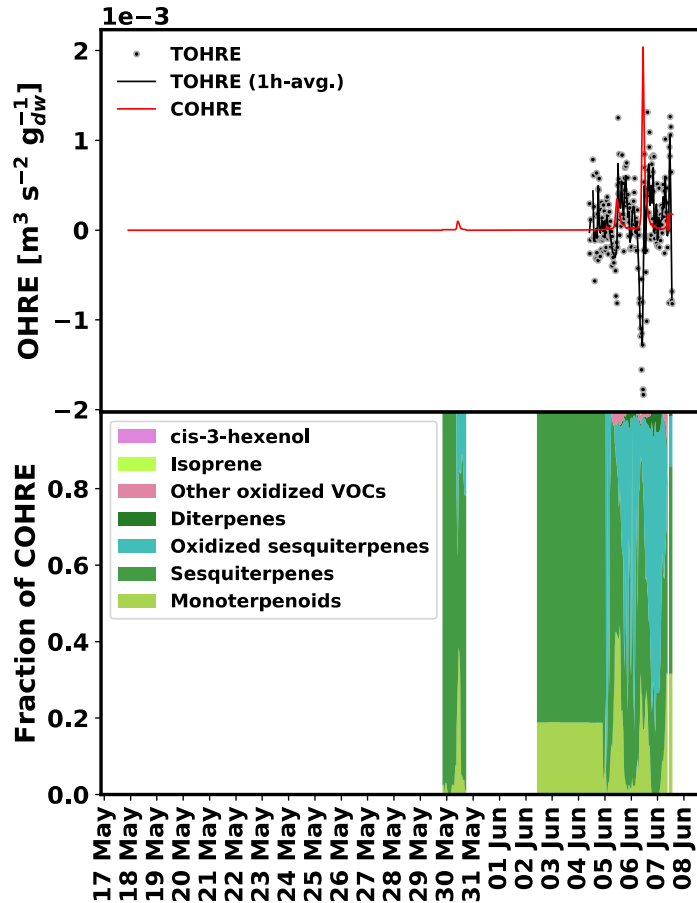 1e−3
2
1
0
−1
−2
OHRE [m³ s⁻² g⁻¹dw]
TOHRE
TOHRE (1h-avg.)
COHRE
0.8
0.6
0.4
0.2
0.0
Fraction of COHRE
cis-3-hexenol
Isoprene
Other oxidized VOCs
Diterpenes
Oxidized sesquiterpenes
Sesquiterpenes
Monoterpenoids
17 May
18 May
19 May
20 May
21 May
22 May
23 May
24 May
25 May
26 May
27 May
28 May
29 May
30 May
31 May
01 Jun
02 Jun
03 Jun
04 Jun
05 Jun
06 Jun
07 Jun
08 Jun